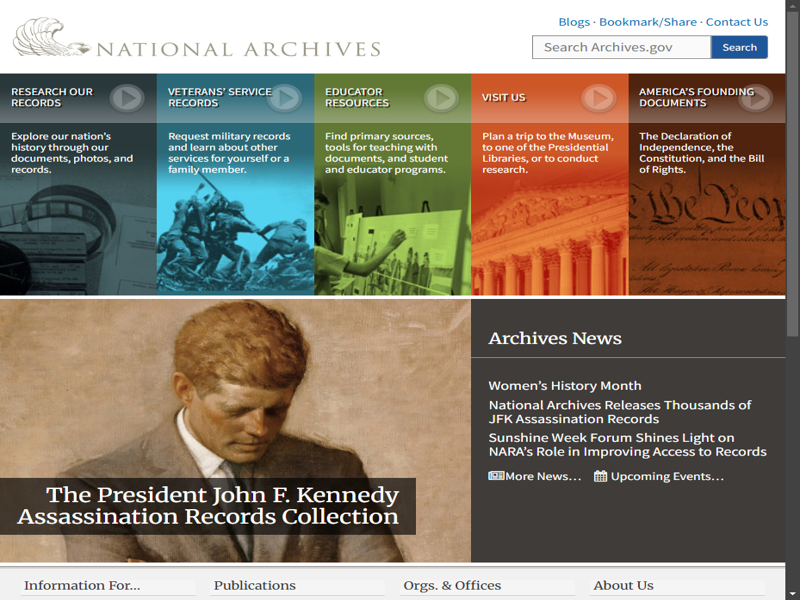 Blogs · Bookmark/Share · Contact Us
NATIONAL ARCHIVES
Search Archives.gov
Search
RESEARCH OUR
RECORDS
Explore our nation's
history through our
documents, photos, and
records.
VETERANS' SERVICE
RECORDS
Request military records
and learn about other
services for yourself or a
family member.
EDUCATOR
RESOURCES
Find primary sources,
tools for teaching with
documents, and student
and educator programs.
VISIT US
Plan a trip to the Museum,
to one of the Presidential
Libraries, or to conduct
research.
AMERICA'S FOUNDING
DOCUMENTS
The Declaration of
Independence, the
Constitution, and the Bill
of Rights.
We the Peop
The President John F. Kennedy
Assassination Records Collection
Archives News
Women's History Month
National Archives Releases Thousands of
JFK Assassination Records
Sunshine Week Forum Shines Light on
NARA's Role in Improving Access to Records
More News...
Upcoming Events...
Information For...
Publications
Orgs. & Offices
About Us